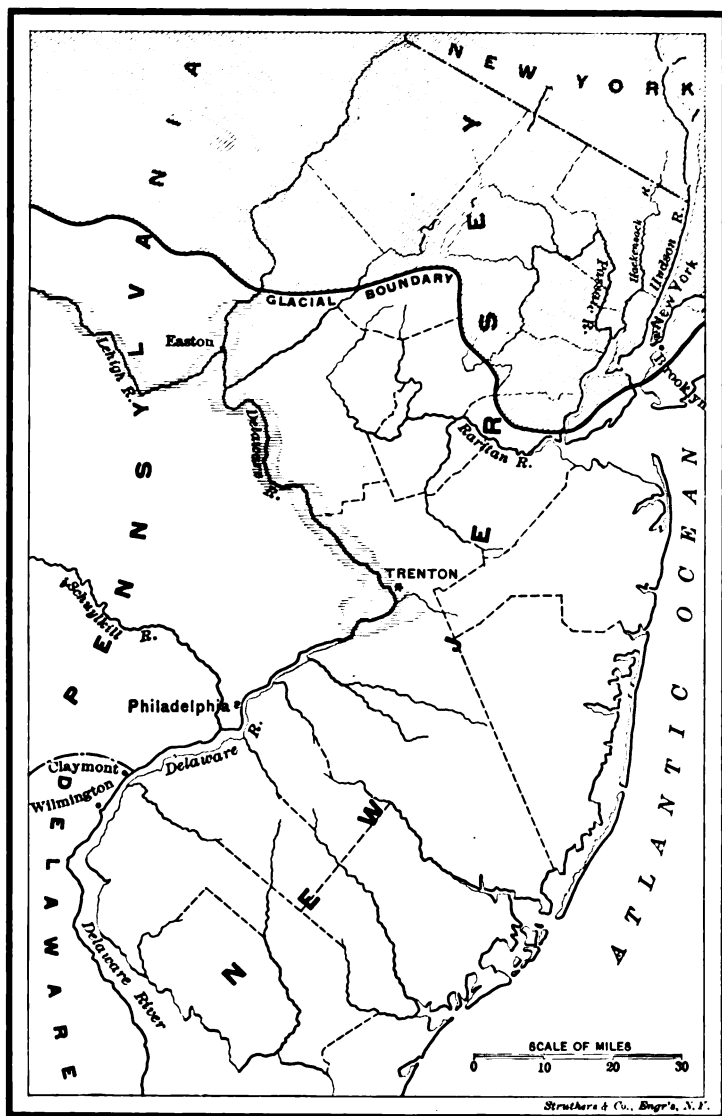 NEW YORK
PENNSYLVANIA
NEW JERSEY
DELAWARE
ATLANTIC OCEAN
GLACIAL BOUNDARY
Easton
Lehigh R.
Delaware R.
Passaic R.
Hackensack R.
Hudson R.
New York
Brooklyn
Raritan R.
TRENTON
Schuylkill R.
Philadelphia
Delaware R.
Claymont
Wilmington
Delaware River
SCALE OF MILES
0 10 20 30
Struthers & Co., Engr's, N.Y.